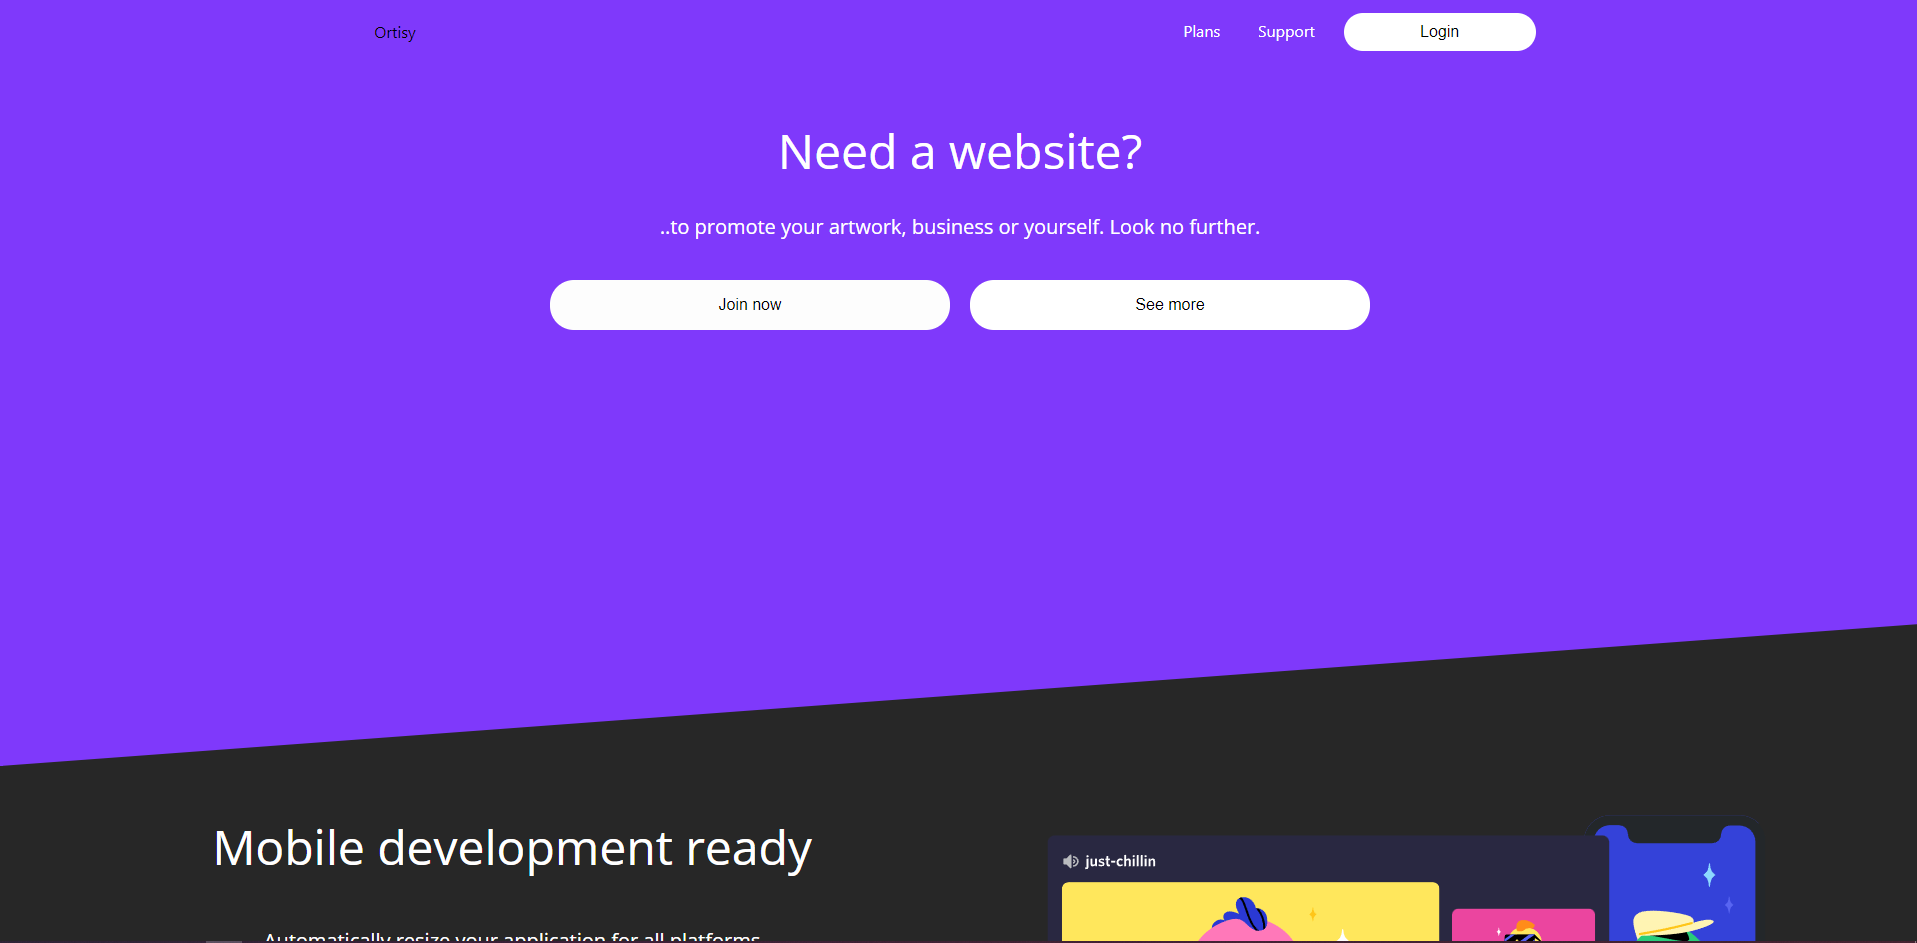 Ortisy
Plans
Support
Login
Need a website?
..to promote your artwork, business or yourself. Look no further.
Join now
See more
Mobile development ready
just-chillin
Automatically resize your application for all platforms